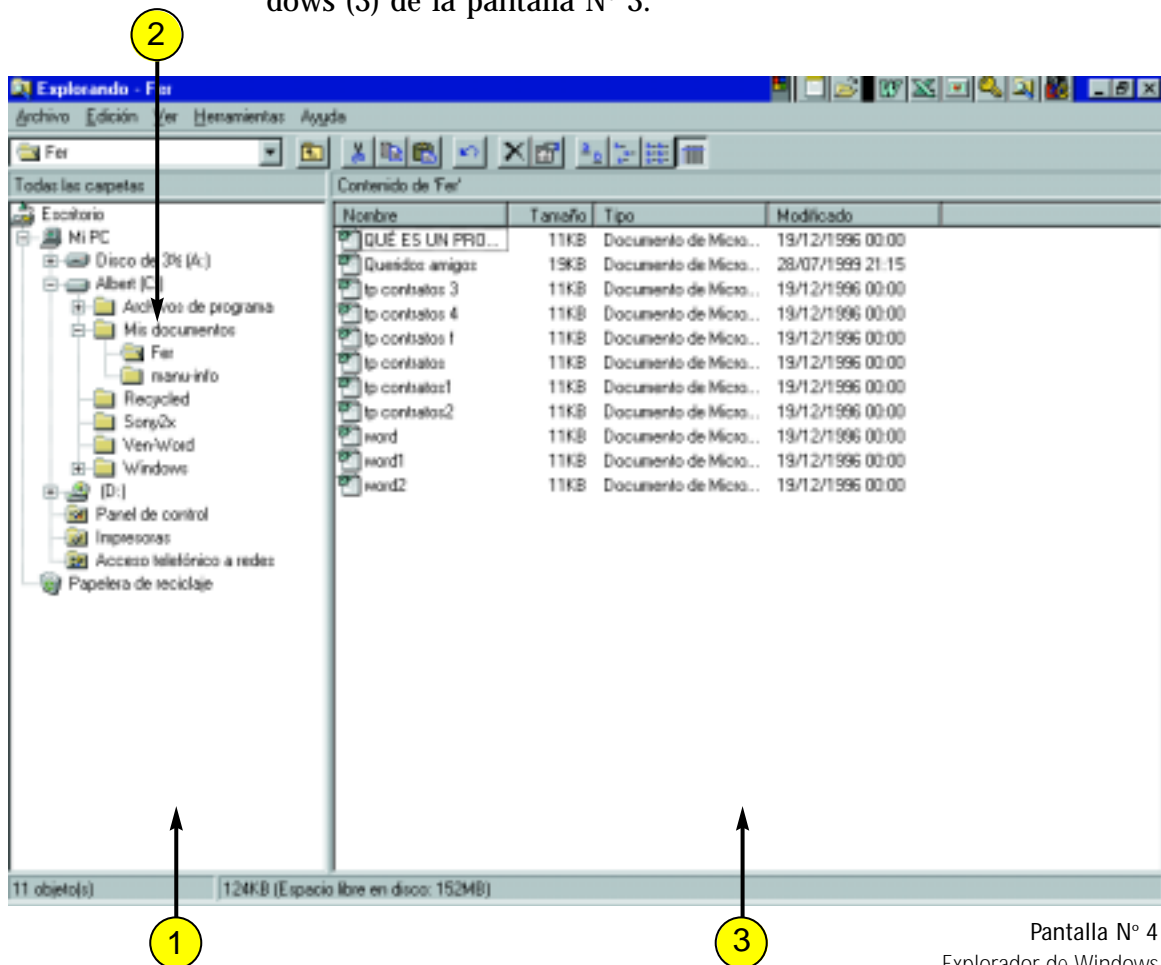 dows (3) de la pantalla Nº 3.
2
Explorando - Fer
Archivo Edición Ver Herramientas Ayuda
Fer
Todas las carpetas
Contenido de 'Fer'
Escritorio
Mi PC
Disco de 3½ (A:)
Albert (C:)
Archivos de programa
Mis documentos
Fer
manu-info
Recycled
Sony2x
Ven-Word
Windows
(D:)
Panel de control
Impresoras
Acceso telefónico a redes
Papelera de reciclaje
Nombre Tamaño Tipo Modificado
QUÉ ES UN PRO... 11KB Documento de Micro... 19/12/1996 00:00
Queridos amigos 19KB Documento de Micro... 28/07/1999 21:15
tp contratos 3 11KB Documento de Micro... 19/12/1996 00:00
tp contratos 4 11KB Documento de Micro... 19/12/1996 00:00
tp contratos f 11KB Documento de Micro... 19/12/1996 00:00
tp contratos 11KB Documento de Micro... 19/12/1996 00:00
tp contratos1 11KB Documento de Micro... 19/12/1996 00:00
tp contratos2 11KB Documento de Micro... 19/12/1996 00:00
word 11KB Documento de Micro... 19/12/1996 00:00
word1 11KB Documento de Micro... 19/12/1996 00:00
word2 11KB Documento de Micro... 19/12/1996 00:00
11 objeto(s) 124KB (Espacio libre en disco: 152MB)
1
3
Pantalla Nº 4
Explorador de Windows